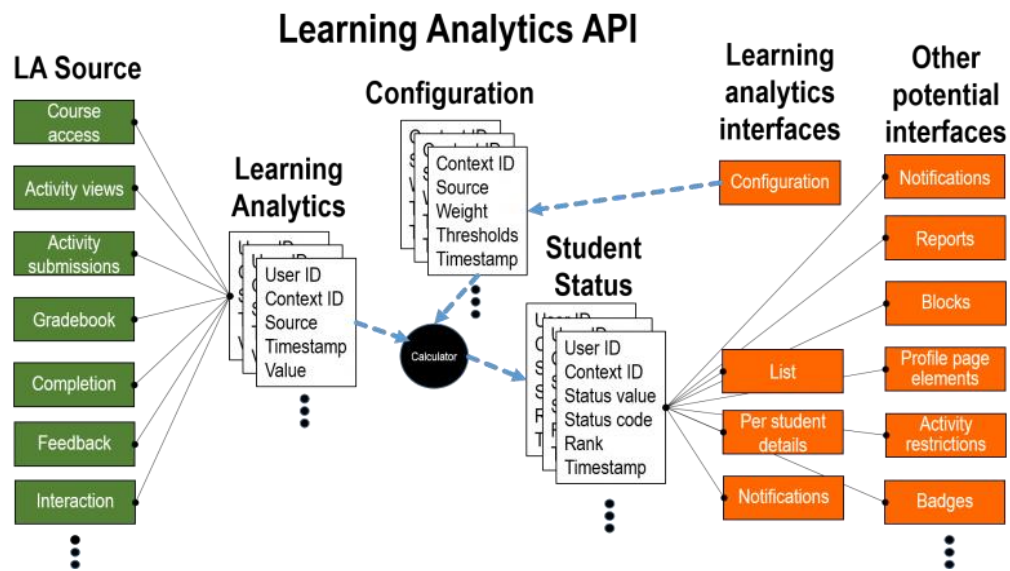 Learning Analytics API
LA Source
Course
access
Activity views
Activity
submissions
Gradebook
Completion
Feedback
Interaction
Learning
Analytics
User ID
Context ID
Source
Timestamp
Value
Configuration
Context ID
Source
Weight
Thresholds
Timestamp
Calculator
Student
Status
User ID
Context ID
Status value
Status code
Rank
Timestamp
Learning
analytics
interfaces
Configuration
List
Per student
details
Notifications
Other
potential
interfaces
Notifications
Reports
Blocks
Profile page
elements
Activity
restrictions
Badges